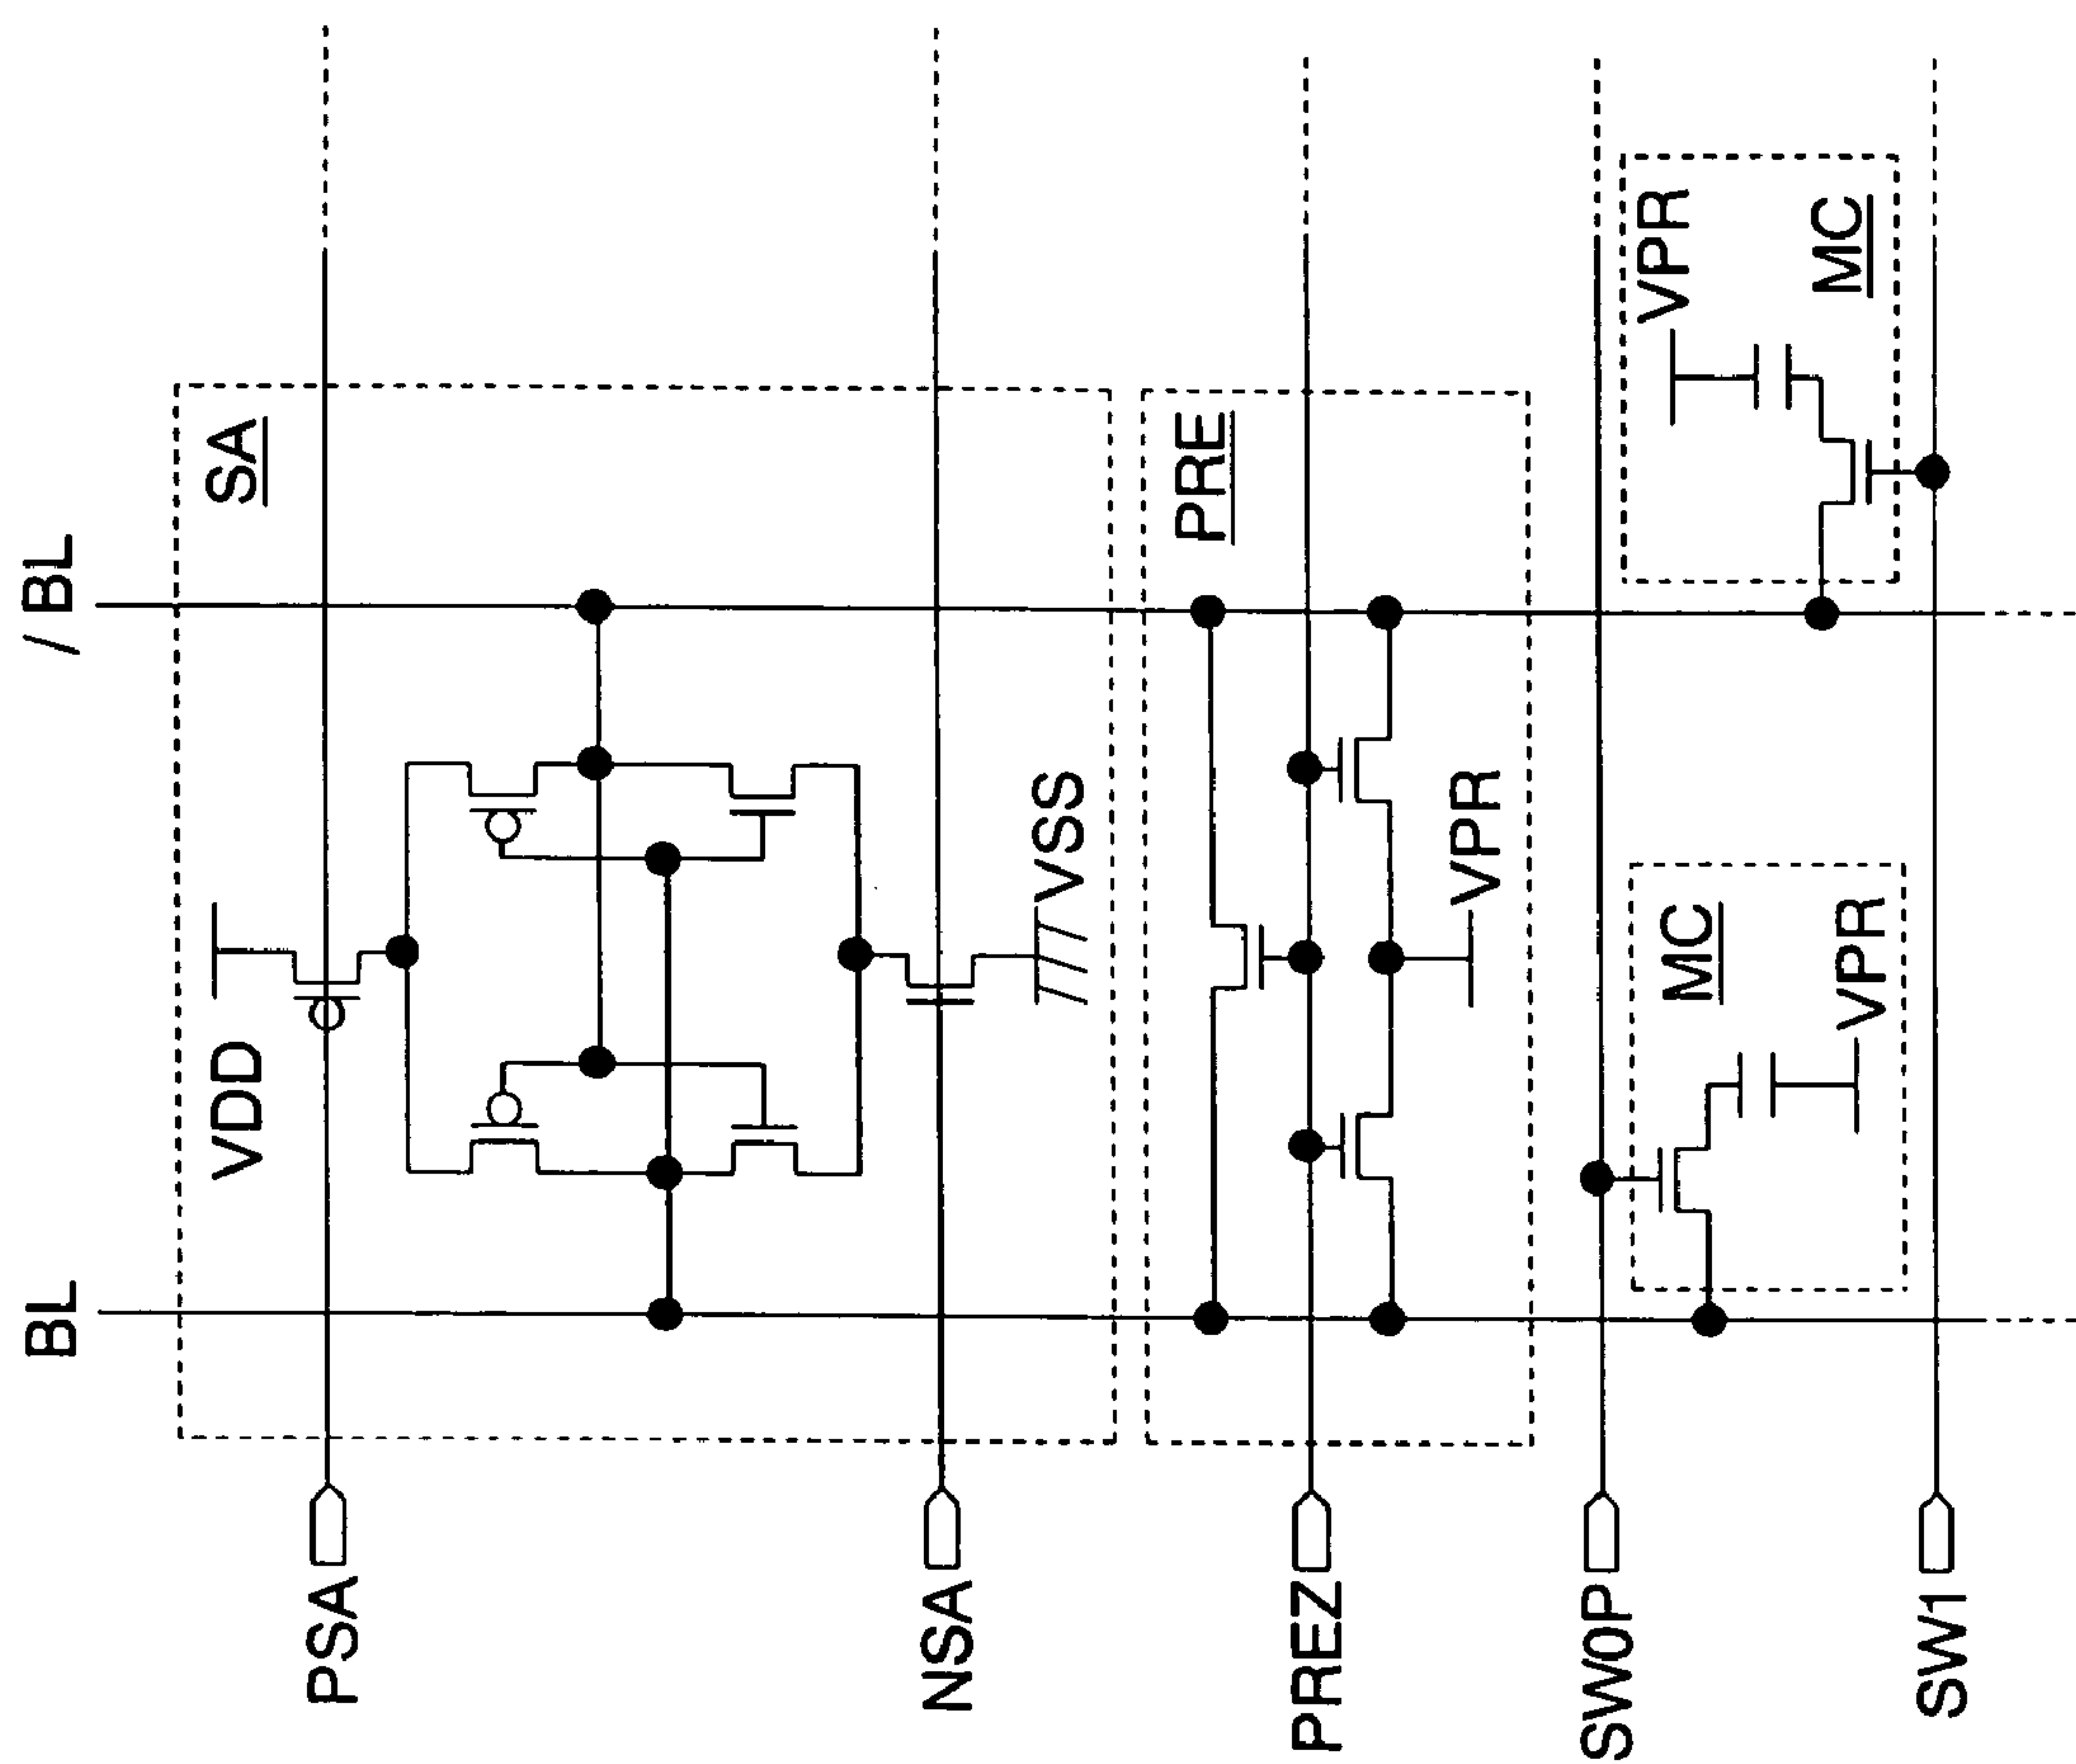 / BL
BL
SA
VDD
VSS
PRE
VPR
VPR
MC
MC
VPR
PSA
NSA
PREZ
SW0P
SW1